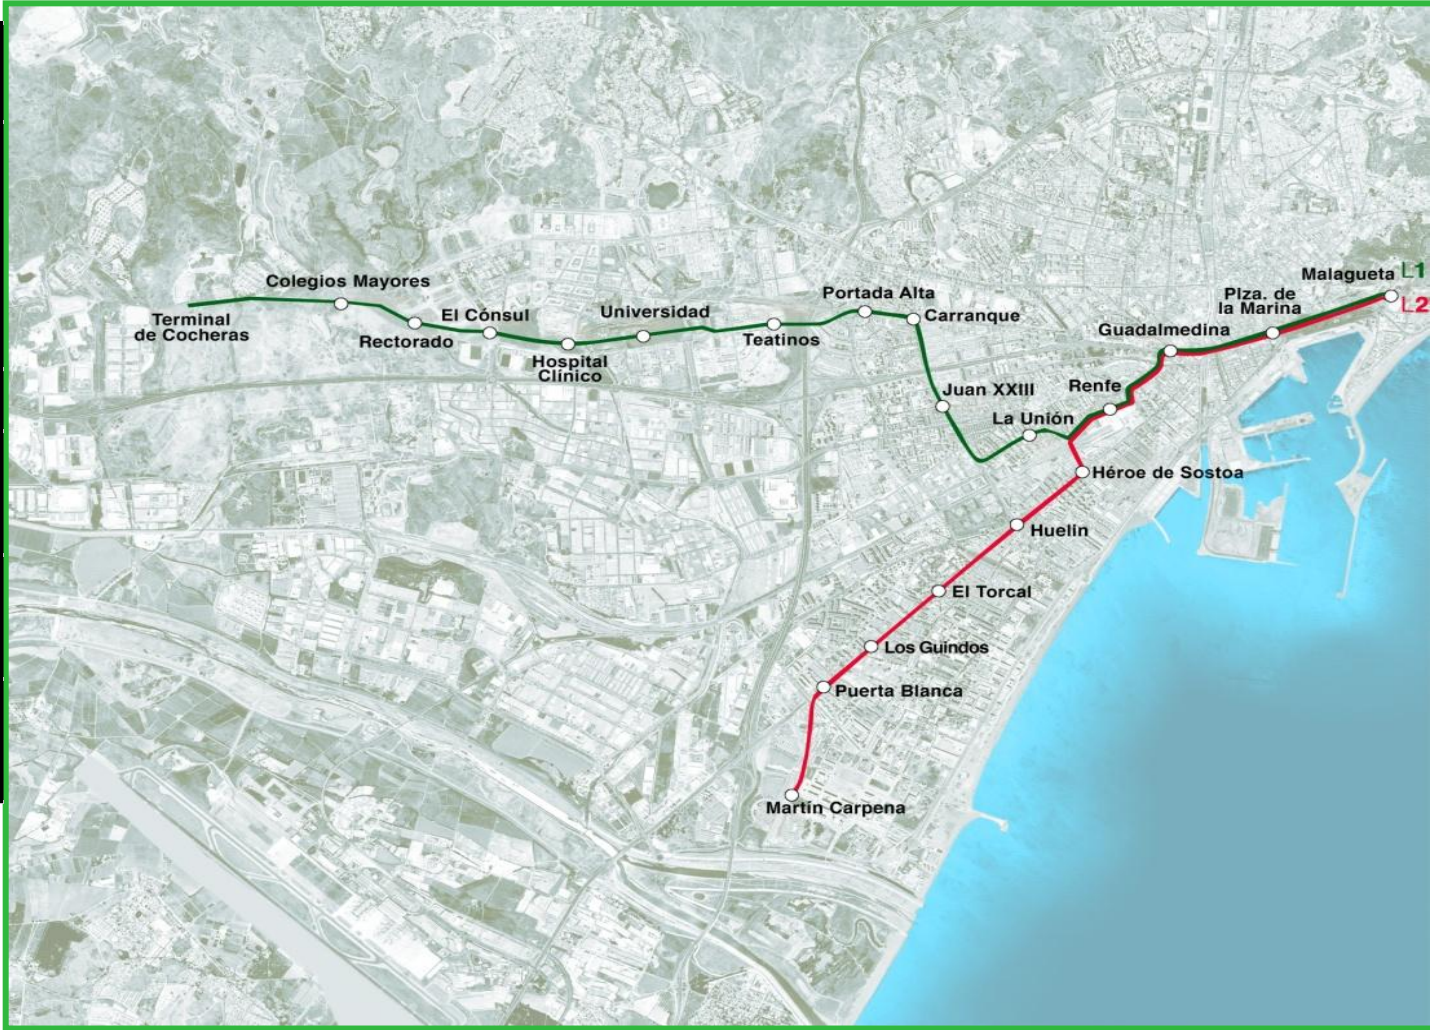 Malagueta L1
L2
Plza. de
la Marina
Colegios Mayores
Portada Alta
Universidad
El Cónsul
Terminal
de Cocheras
Rectorado
Carranque
Guadalmedina
Teatinos
Hospital
Clínico
Juan XXIII
Renfe
La Unión
Héroe de Sostoa
Huelin
El Torcal
Los Guindos
Puerta Blanca
Martín Carpena